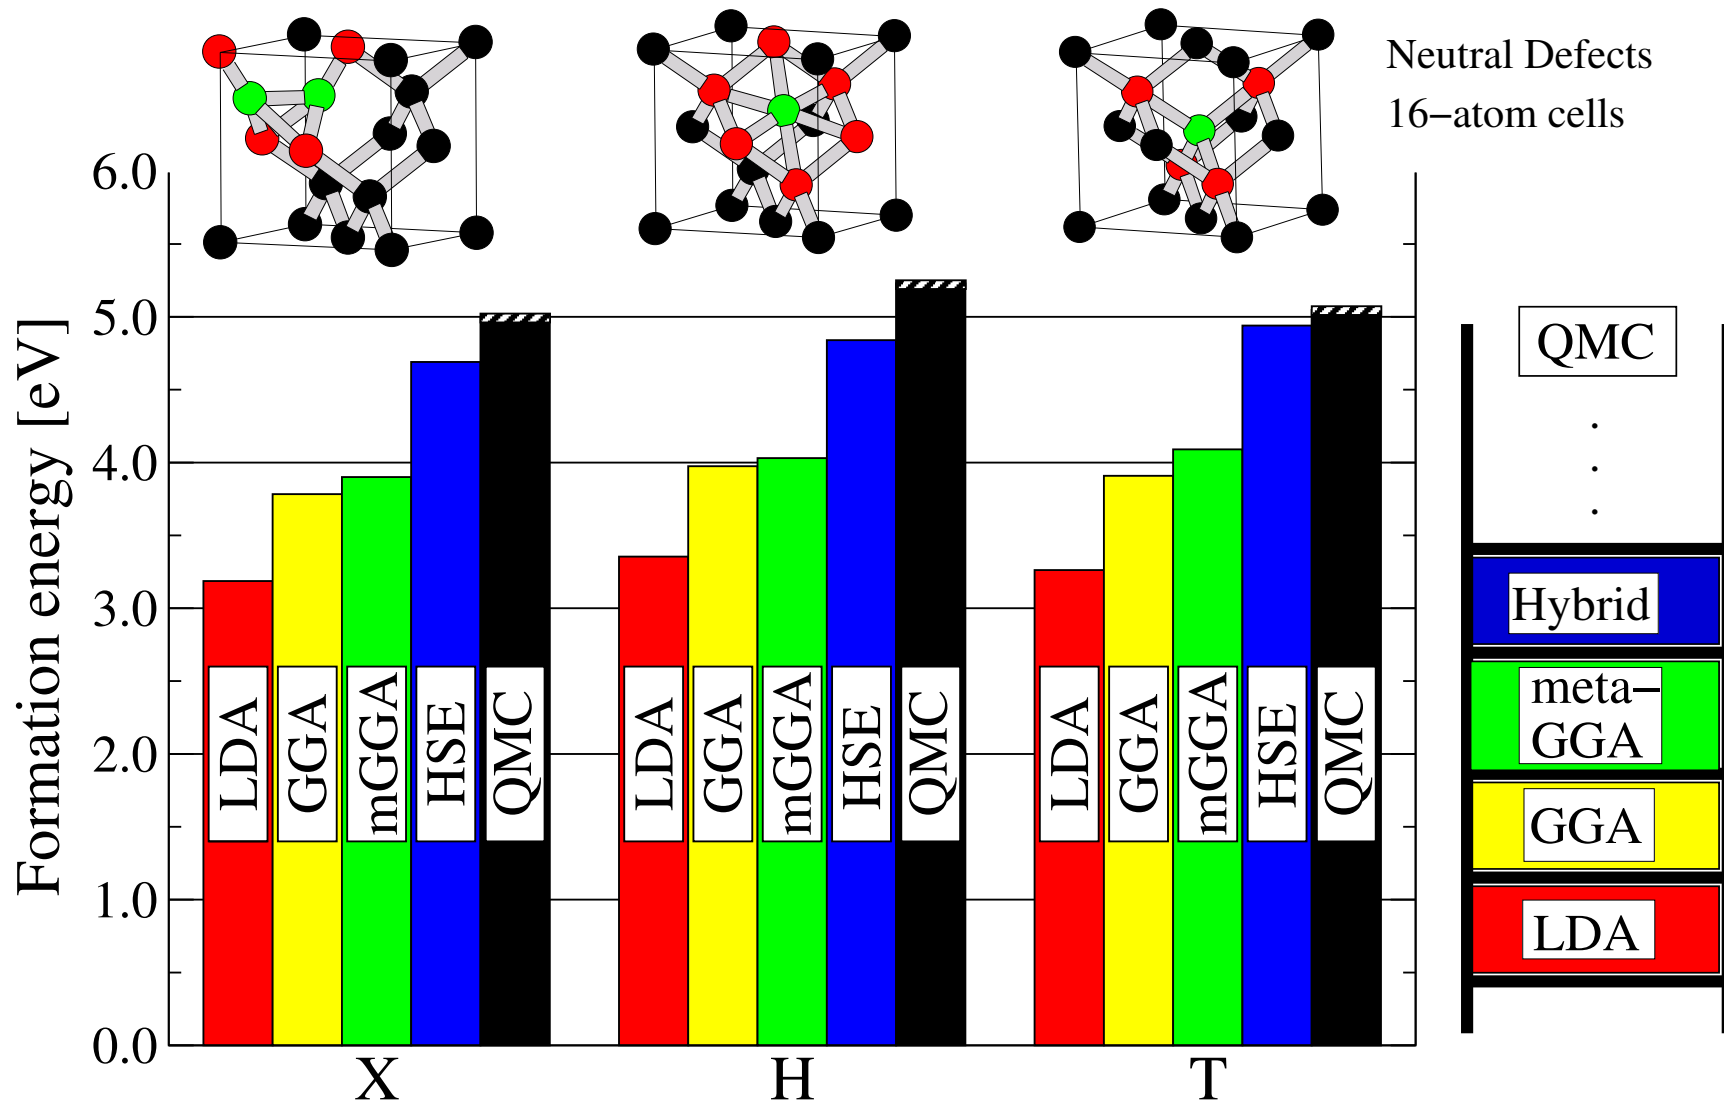 Neutral Defects
16−atom cells
Formation energy [eV]
6.0
5.0
4.0
3.0
2.0
1.0
0.0
LDA
GGA
mGGA
HSE
QMC
LDA
GGA
mGGA
HSE
QMC
LDA
GGA
mGGA
HSE
QMC
X
H
T
QMC
.
.
.
Hybrid
meta−
GGA
GGA
LDA